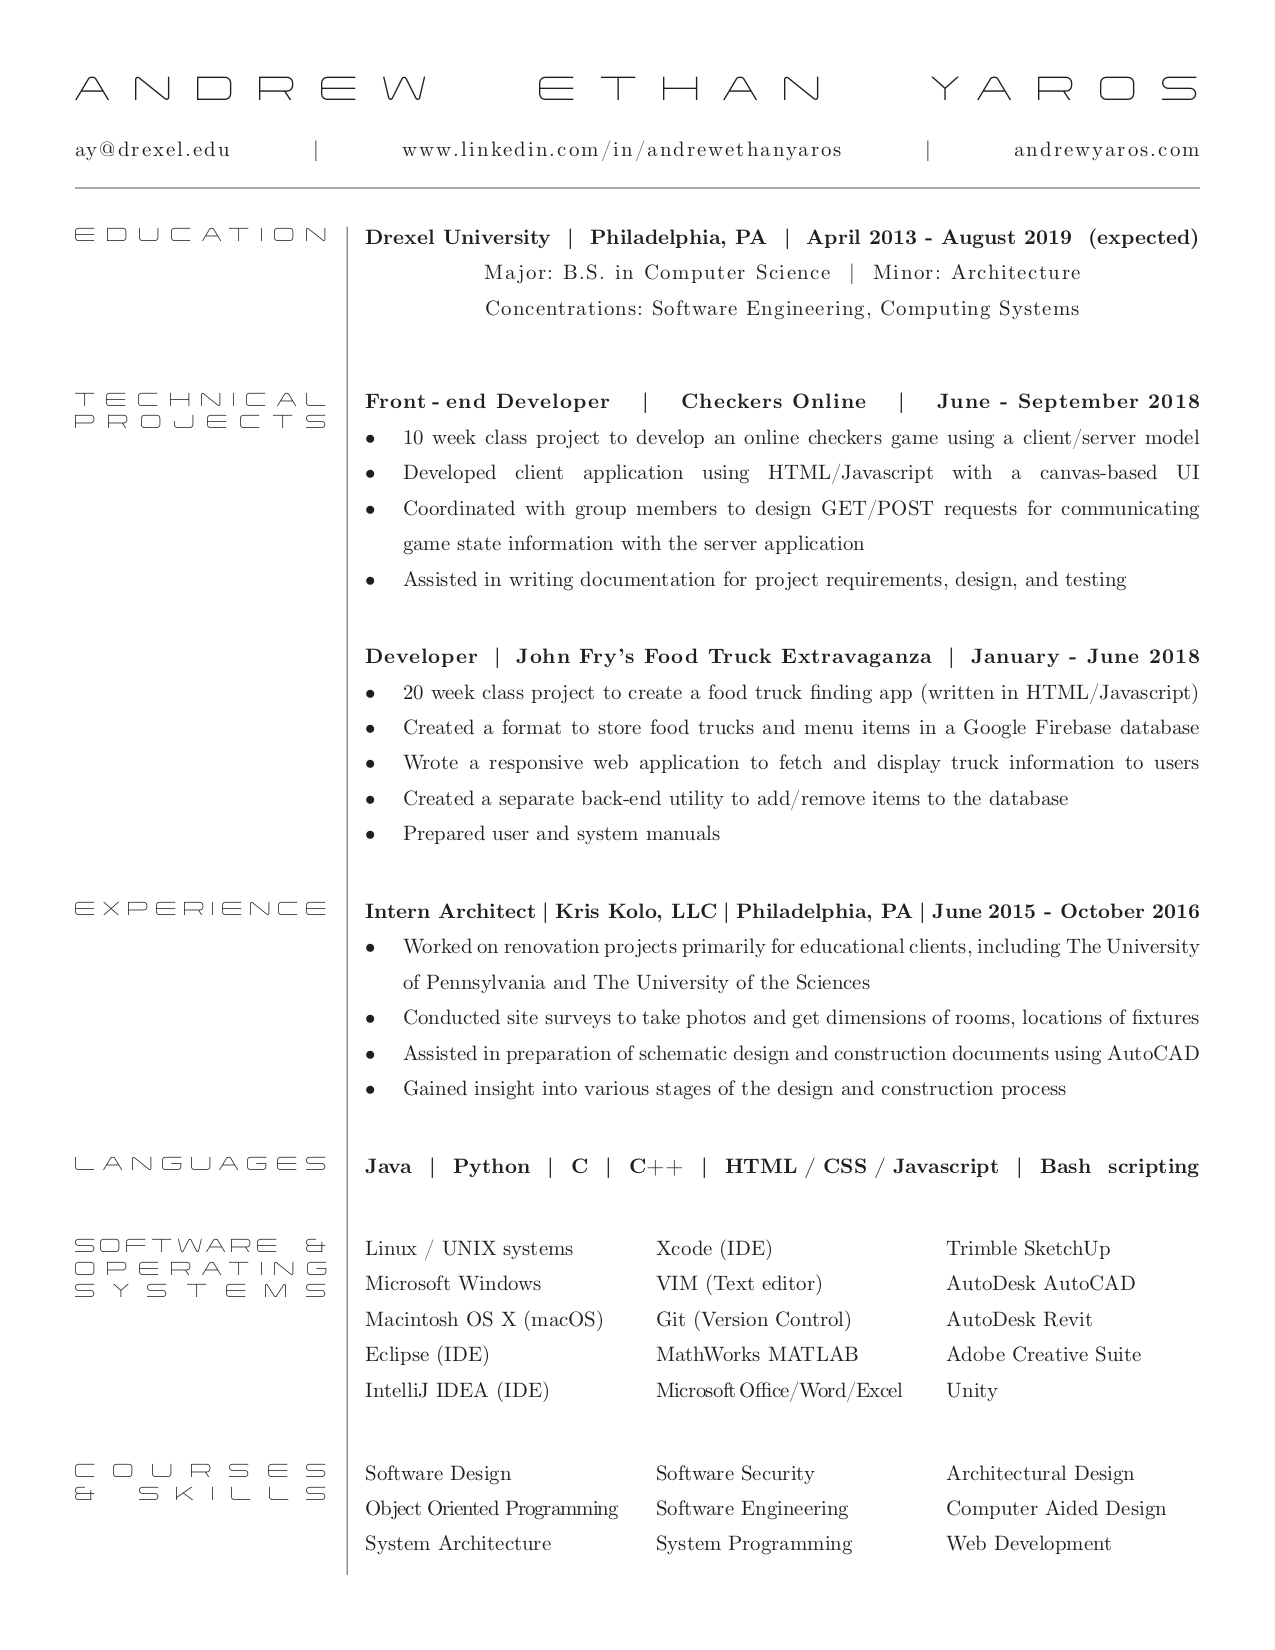 ANDREW ETHAN YAROS
ay@drexel.edu | www.linkedin.com/in/andrewethanyaros | andrewyaros.com
EDUCATION
Drexel University | Philadelphia, PA | April 2013 - August 2019 (expected)
Major: B.S. in Computer Science | Minor: Architecture
Concentrations: Software Engineering, Computing Systems
TECHNICAL
PROJECTS
Front - end Developer | Checkers Online | June - September 2018
• 10 week class project to develop an online checkers game using a client/server model
• Developed client application using HTML/Javascript with a canvas-based UI
• Coordinated with group members to design GET/POST requests for communicating
game state information with the server application
• Assisted in writing documentation for project requirements, design, and testing
Developer | John Fry's Food Truck Extravaganza | January - June 2018
• 20 week class project to create a food truck finding app (written in HTML/Javascript)
• Created a format to store food trucks and menu items in a Google Firebase database
• Wrote a responsive web application to fetch and display truck information to users
• Created a separate back-end utility to add/remove items to the database
• Prepared user and system manuals
EXPERIENCE
Intern Architect | Kris Kolo, LLC | Philadelphia, PA | June 2015 - October 2016
• Worked on renovation projects primarily for educational clients, including The University
of Pennsylvania and The University of the Sciences
• Conducted site surveys to take photos and get dimensions of rooms, locations of fixtures
• Assisted in preparation of schematic design and construction documents using AutoCAD
• Gained insight into various stages of the design and construction process
LANGUAGES
Java | Python | C | C++ | HTML / CSS / Javascript | Bash scripting
SOFTWARE &
OPERATING
SYSTEMS
Linux / UNIX systems
Microsoft Windows
Macintosh OS X (macOS)
Eclipse (IDE)
IntelliJ IDEA (IDE)
Xcode (IDE)
VIM (Text editor)
Git (Version Control)
MathWorks MATLAB
Microsoft Office/Word/Excel
Trimble SketchUp
AutoDesk AutoCAD
AutoDesk Revit
Adobe Creative Suite
Unity
COURSES
& SKILLS
Software Design
Object Oriented Programming
System Architecture
Software Security
Software Engineering
System Programming
Architectural Design
Computer Aided Design
Web Development